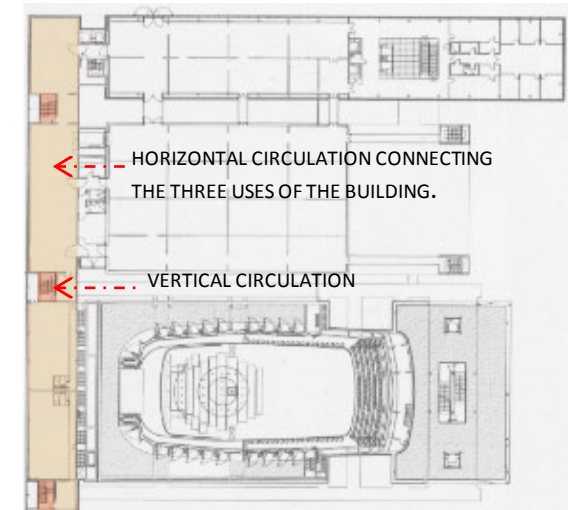 HORIZONTAL CIRCULATION CONNECTING
THE THREE USES OF THE BUILDING.
VERTICAL CIRCULATION